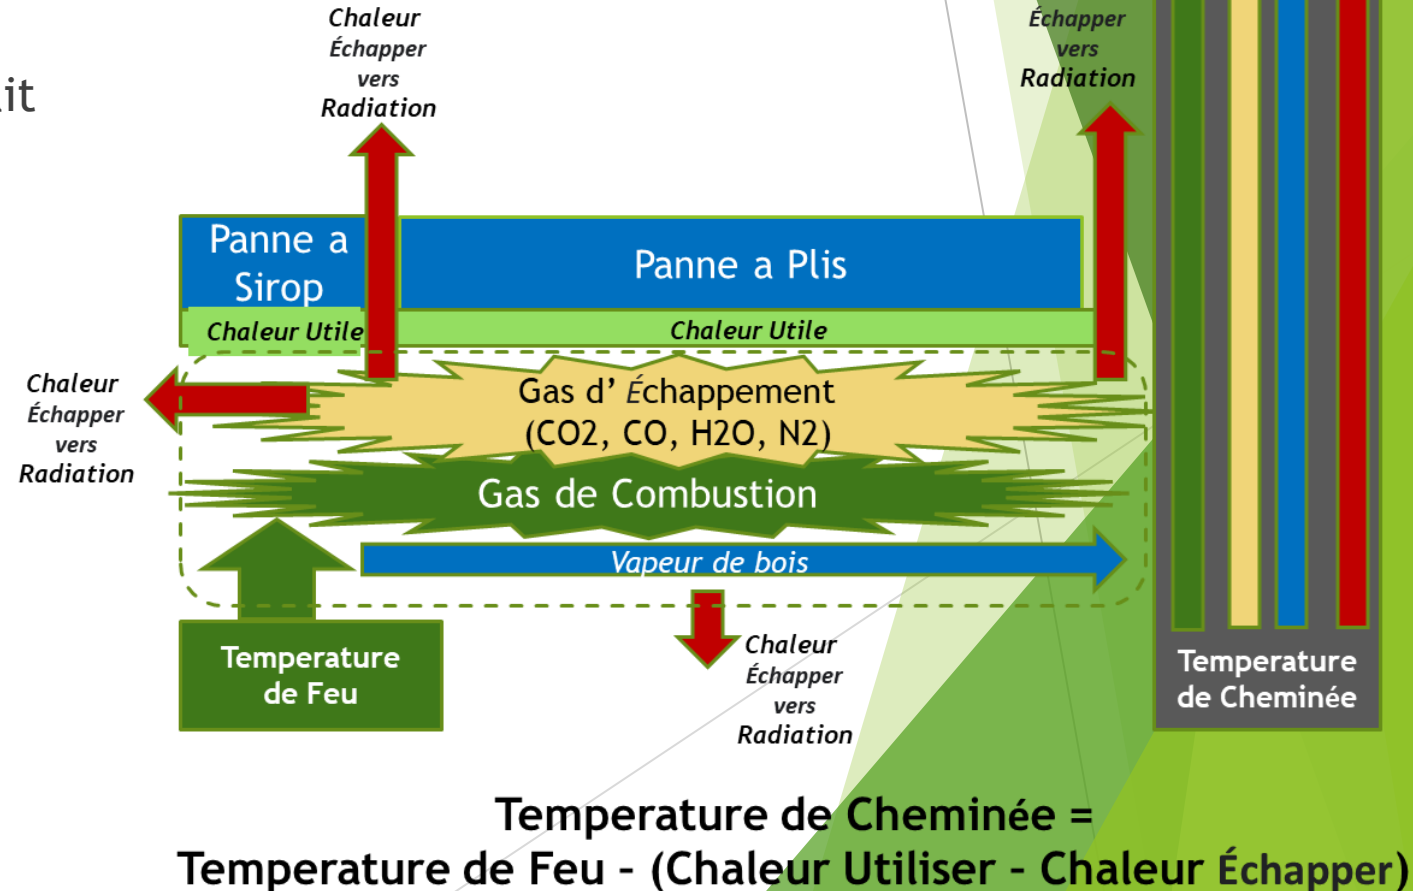 Chaleur
Échapper
vers
Radiation
Échapper
vers
Radiation
it
Panne a
Sirop
Panne a Plis
Chaleur Utile
Chaleur Utile
Chaleur
Échapper
vers
Radiation
Gas d’ Échappement
(CO2, CO, H2O, N2)
Gas de Combustion
Vapeur de bois
Chaleur
Échapper
vers
Radiation
Temperature
de Feu
Temperature
de Cheminée
Temperature de Cheminée =
Temperature de Feu - (Chaleur Utiliser - Chaleur Échapper)